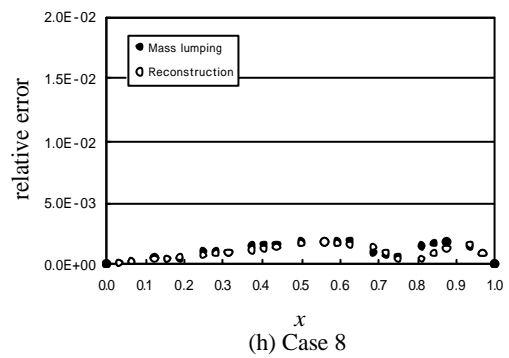 2.0E-02
Mass lumping
Reconstruction
1.5E-02
1.0E-02
5.0E-03
0.0E+00
relative error
0.0 0.1 0.2 0.3 0.4 0.5 0.6 0.7 0.8 0.9 1.0
x
(h) Case 8